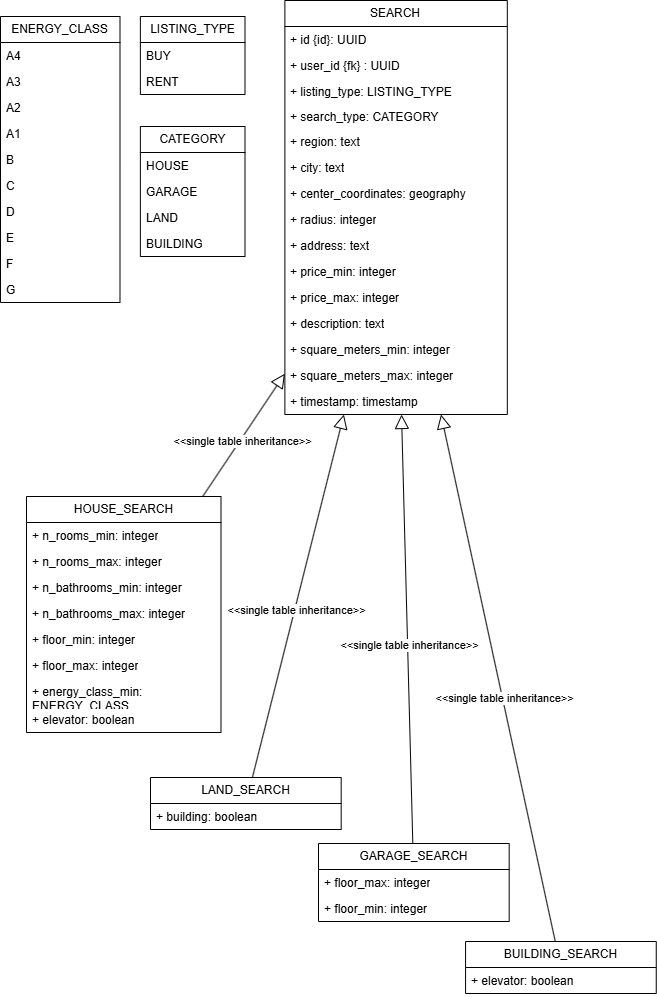 ENERGY_CLASS
A4
A3
A2
A1
B
C
D
E
F
G
LISTING_TYPE
BUY
RENT
CATEGORY
HOUSE
GARAGE
LAND
BUILDING
SEARCH
+ id {id}: UUID
+ user_id {fk} : UUID
+ listing_type: LISTING_TYPE
+ search_type: CATEGORY
+ region: text
+ city: text
+ center_coordinates: geography
+ radius: integer
+ address: text
+ price_min: integer
+ price_max: integer
+ description: text
+ square_meters_min: integer
+ square_meters_max: integer
+ timestamp: timestamp
<<single table inheritance>>
HOUSE_SEARCH
+ n_rooms_min: integer
+ n_rooms_max: integer
+ n_bathrooms_min: integer
+ n_bathrooms_max: integer
+ floor_min: integer
+ floor_max: integer
+ energy_class_min:
ENERGY_CLASS
+ elevator: boolean
<<single table inheritance>>
<<single table inheritance>>
<<single table inheritance>>
LAND_SEARCH
+ building: boolean
GARAGE_SEARCH
+ floor_max: integer
+ floor_min: integer
BUILDING_SEARCH
+ elevator: boolean